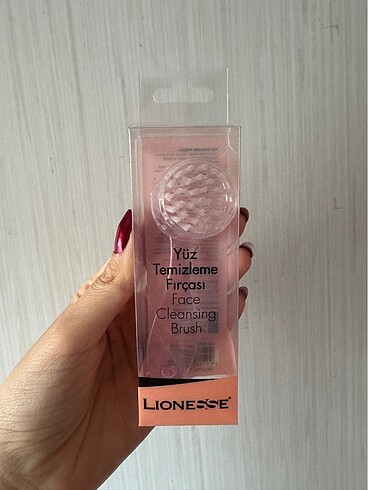 Yüz
Temizleme
Fırçası
Face
Cleansing
Brush
LIONESSE®